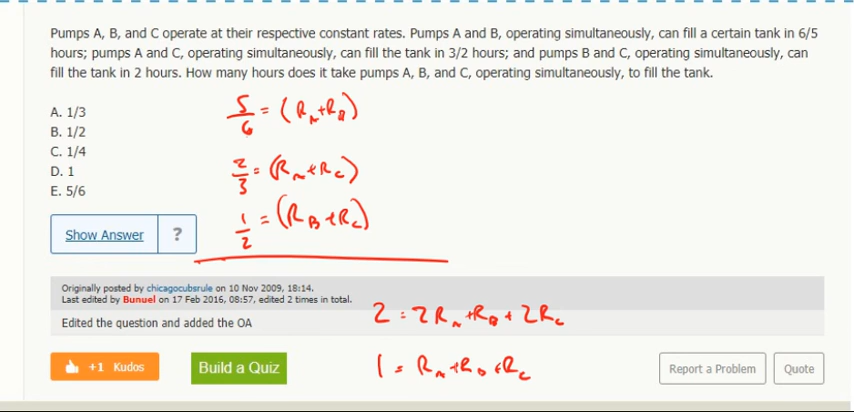 Pumps A, B, and C operate at their respective constant rates. Pumps A and B, operating simultaneously, can fill a certain tank in 6/5
hours; pumps A and C, operating simultaneously, can fill the tank in 3/2 hours; and pumps B and C, operating simultaneously, can
fill the tank in 2 hours. How many hours does it take pumps A, B, and C, operating simultaneously, to fill the tank.
A. 1/3
B. 1/2
C. 1/4
D. 1
E. 5/6
5/6 = (R_A+R_B)
2/3 = (R_A+R_C)
1/2 = (R_B+R_C)
Show Answer ?
Originally posted by chicagocubsrule on 10 Nov 2009, 18:14.
Last edited by Bunuel on 17 Feb 2016, 08:57, edited 2 times in total.
Edited the question and added the OA
2 = 2R_A+R_B+2R_C
1 = R_A+R_B+R_C
+1 Kudos
Build a Quiz
Report a Problem
Quote